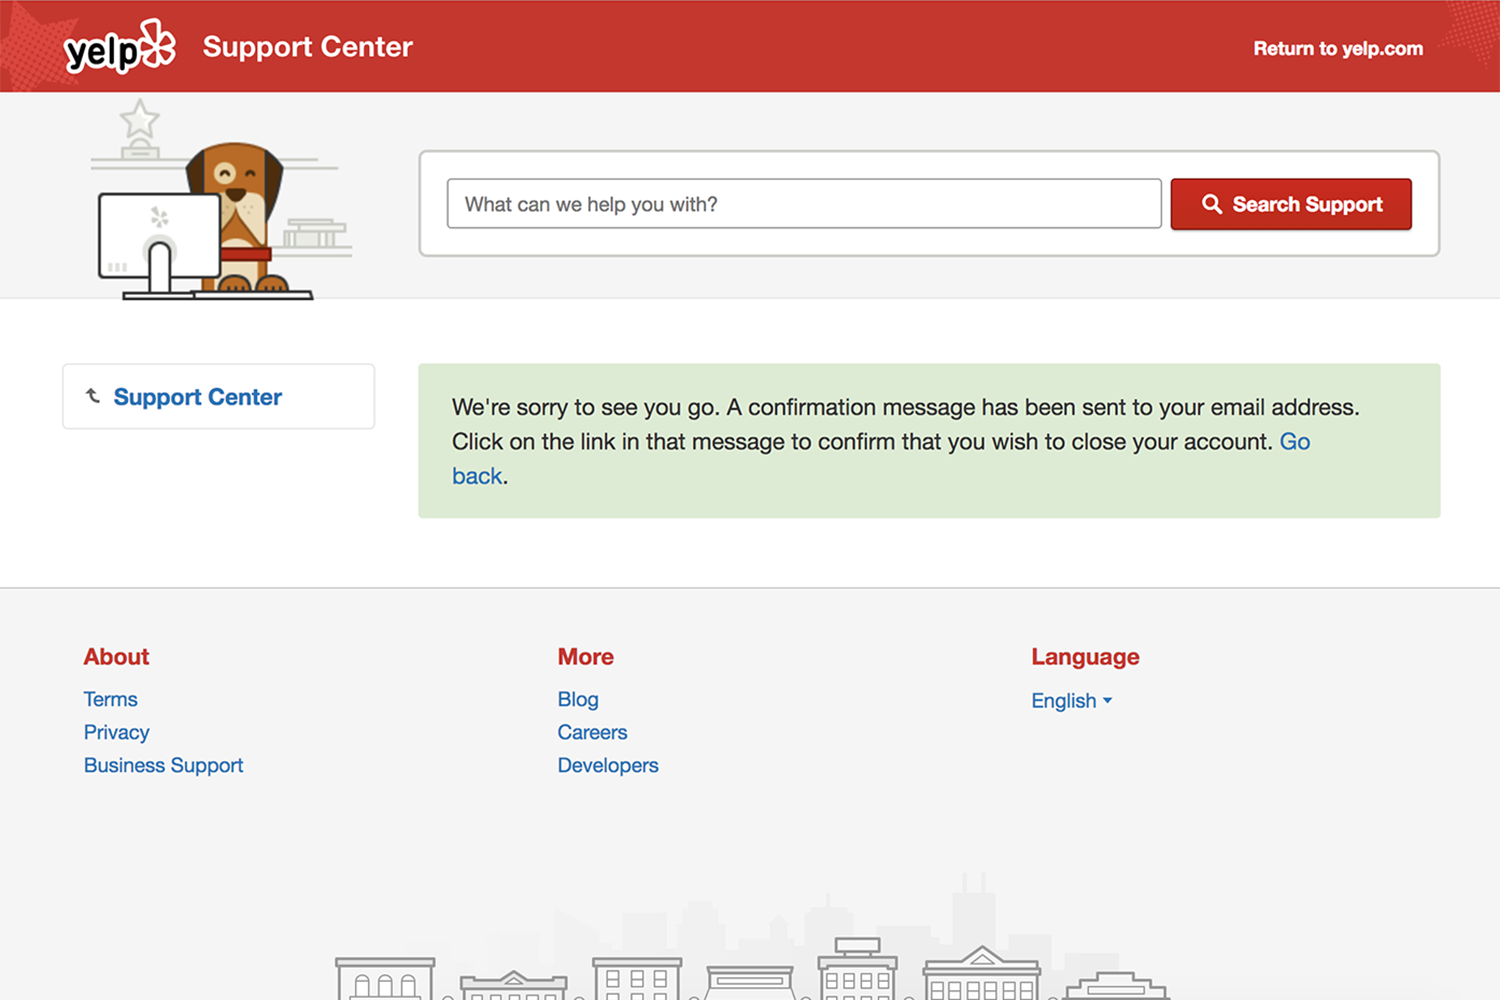 yelp Support Center
Return to yelp.com
What can we help you with?
Search Support
Support Center
We're sorry to see you go. A confirmation message has been sent to your email address.
Click on the link in that message to confirm that you wish to close your account. Go
back.
About
Terms
Privacy
Business Support
More
Blog
Careers
Developers
Language
English